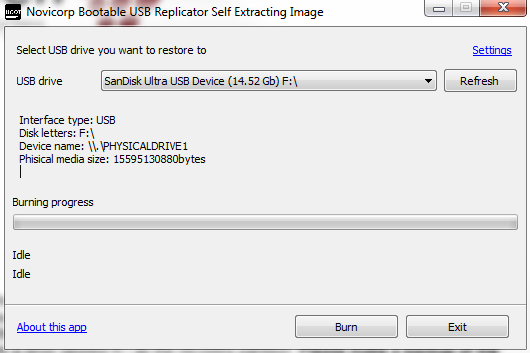 Novicorp Bootable USB Replicator Self Extracting Image
Select USB drive you want to restore to
Settings
USB drive
SanDisk Ultra USB Device (14.52 Gb) F:\
Refresh
Interface type: USB
Disk letters: F:\
Device name: \\.\PHYSICALDRIVE1
Phisical media size: 15595130880bytes
Burning progress
Idle
Idle
About this app
Burn
Exit